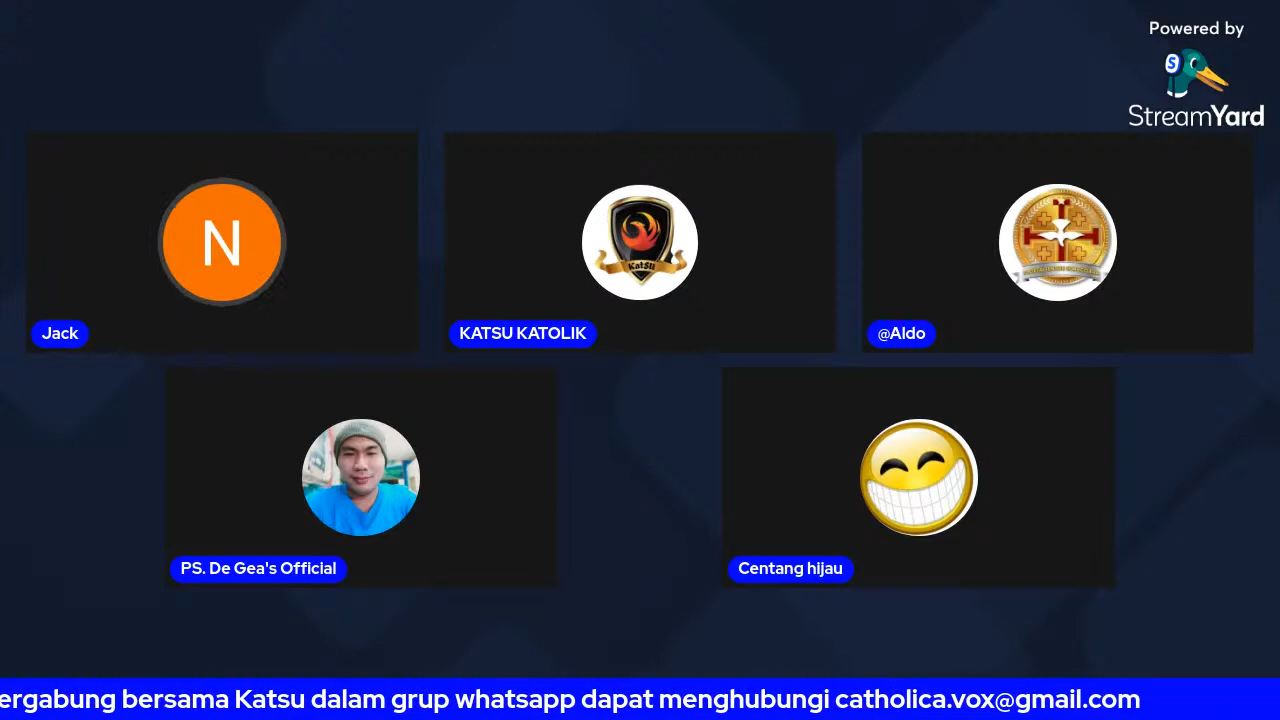 Powered by
S
StreamYard
N
KatSU
Jack
KATSU KATOLIK
@Aldo
PS. De Gea's Official
Centang hijau
ergabung bersama Katsu dalam grup whatsapp dapat menghubungi catholica.vox@gmail.com